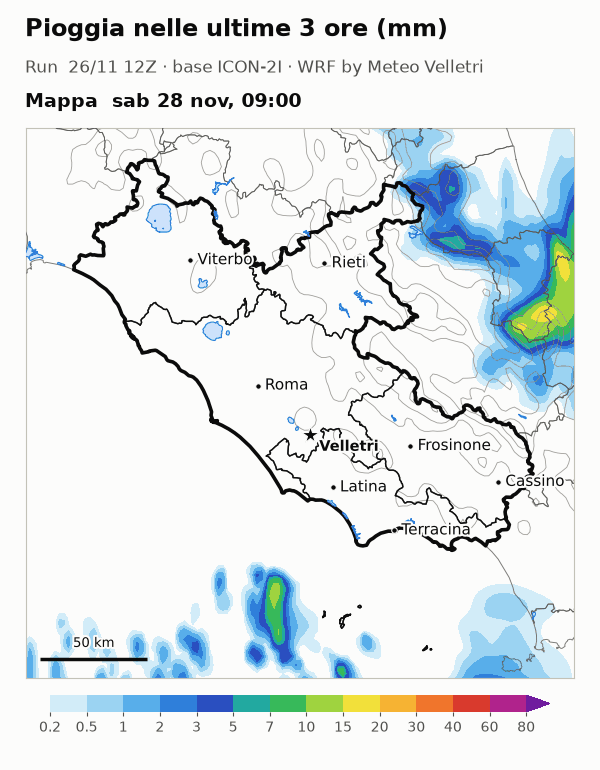 Pioggia nelle ultime 3 ore (mm)
Run  26/11 12Z · base ICON-2I · WRF by Meteo Velletri
Mappa  sab 28 nov, 09:00
Viterbo
Rieti
Roma
Velletri
Frosinone
Cassino
Latina
Terracina
50 km
0.2 0.5 1 2 3 5 7 10 15 20 30 40 60 80